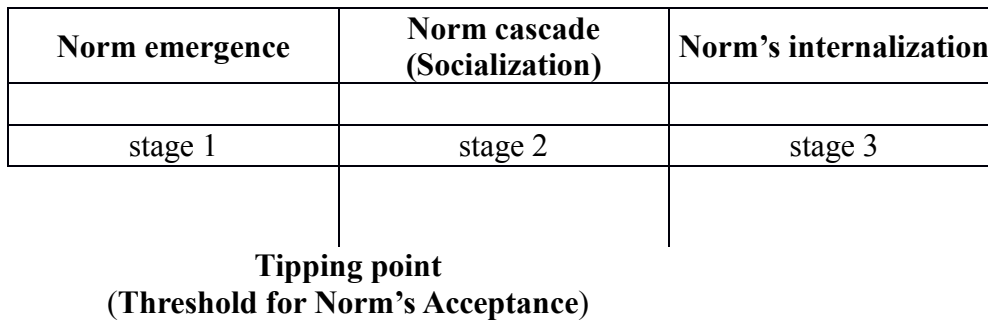 Norm emergence
Norm cascade
(Socialization)
Norm’s internalization
stage 1
stage 2
stage 3
Tipping point
(Threshold for Norm’s Acceptance)